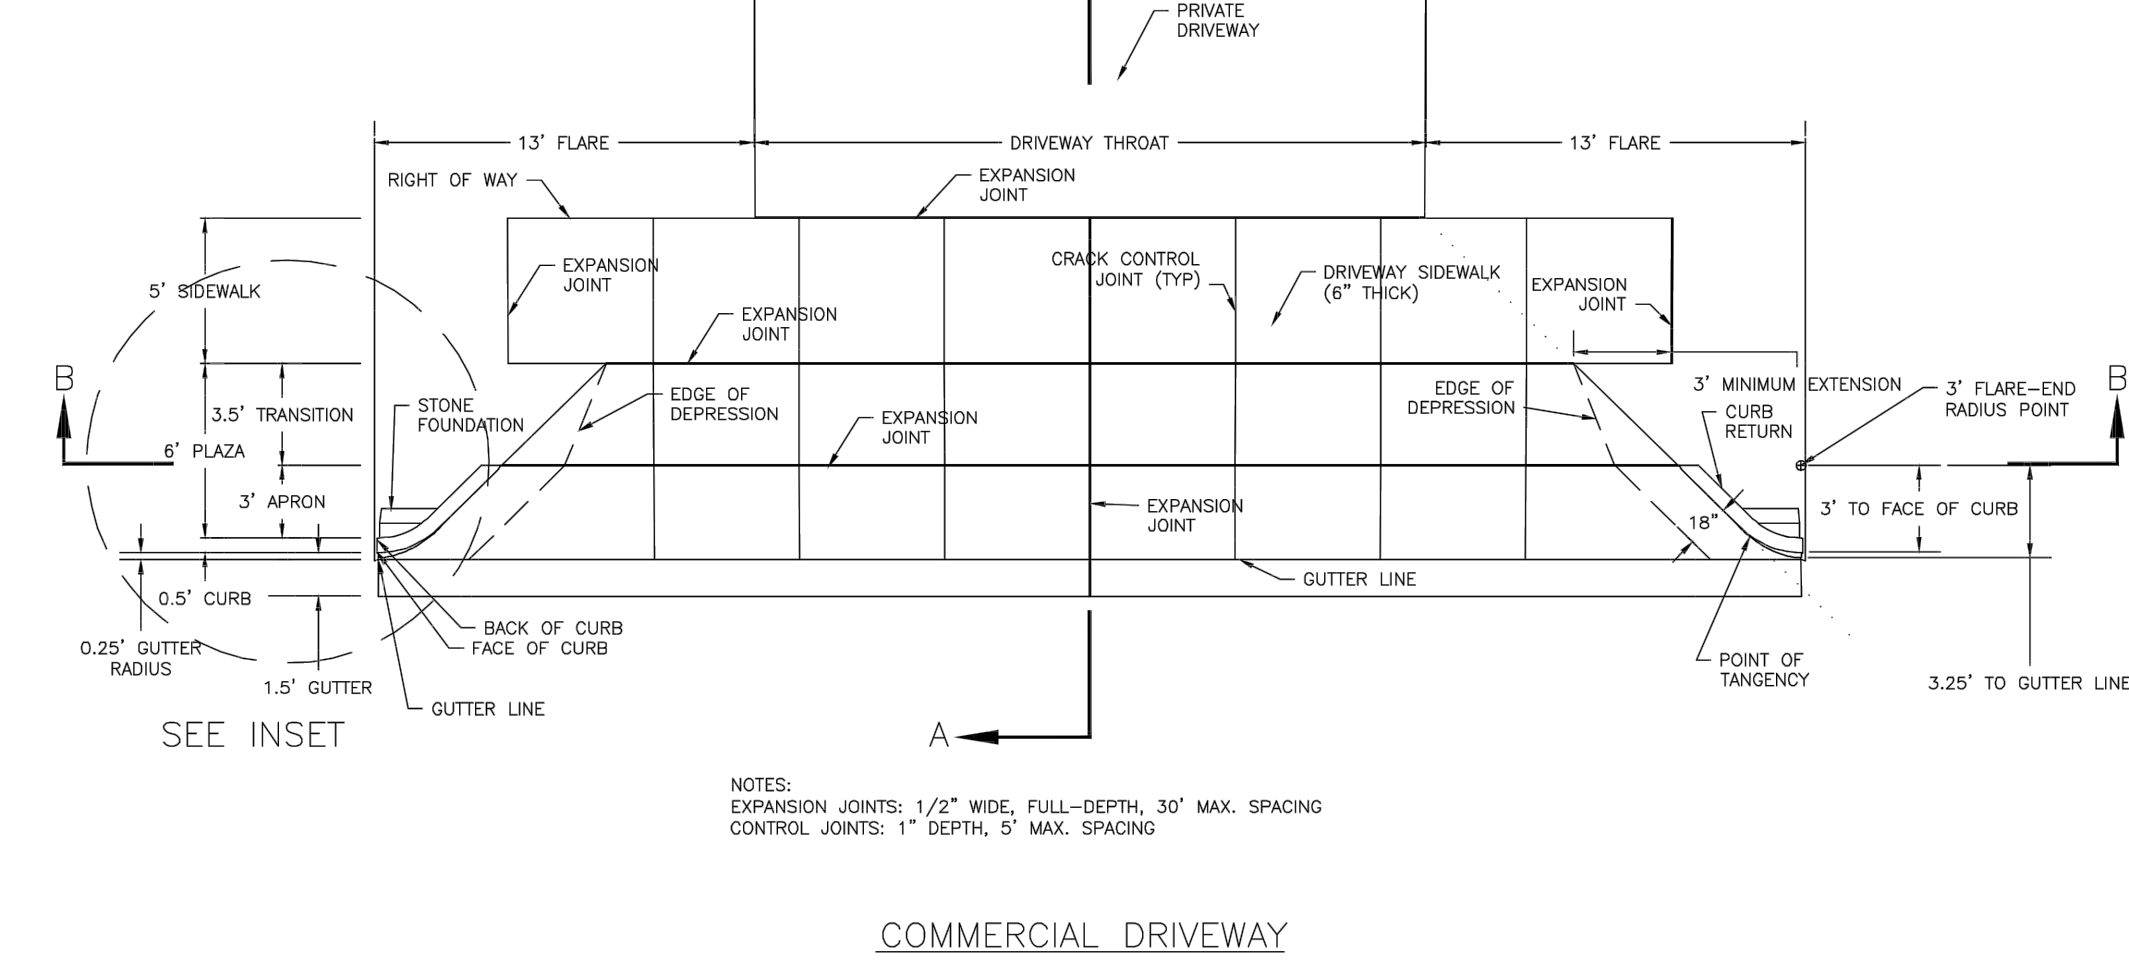 PRIVATE
DRIVEWAY
13' FLARE
DRIVEWAY THROAT
13' FLARE
RIGHT OF WAY
EXPANSION
JOINT
5' SIDEWALK
EXPANSION
JOINT
CRACK CONTROL
JOINT (TYP)
DRIVEWAY SIDEWALK
(6" THICK)
EXPANSION
JOINT
EXPANSION
JOINT
B
3.5' TRANSITION
6' PLAZA
3' APRON
STONE
FOUNDATION
EDGE OF
DEPRESSION
EXPANSION
JOINT
EDGE OF
DEPRESSION
3' MINIMUM EXTENSION
CURB
RETURN
3' FLARE-END
RADIUS POINT
B
EXPANSION
JOINT
18"
3' TO FACE OF CURB
GUTTER LINE
0.5' CURB
0.25' GUTTER
RADIUS
1.5' GUTTER
BACK OF CURB
FACE OF CURB
GUTTER LINE
POINT OF
TANGENCY
3.25' TO GUTTER LINE
SEE INSET
A
NOTES:
EXPANSION JOINTS: 1/2" WIDE, FULL-DEPTH, 30' MAX. SPACING
CONTROL JOINTS: 1" DEPTH, 5' MAX. SPACING
COMMERCIAL DRIVEWAY